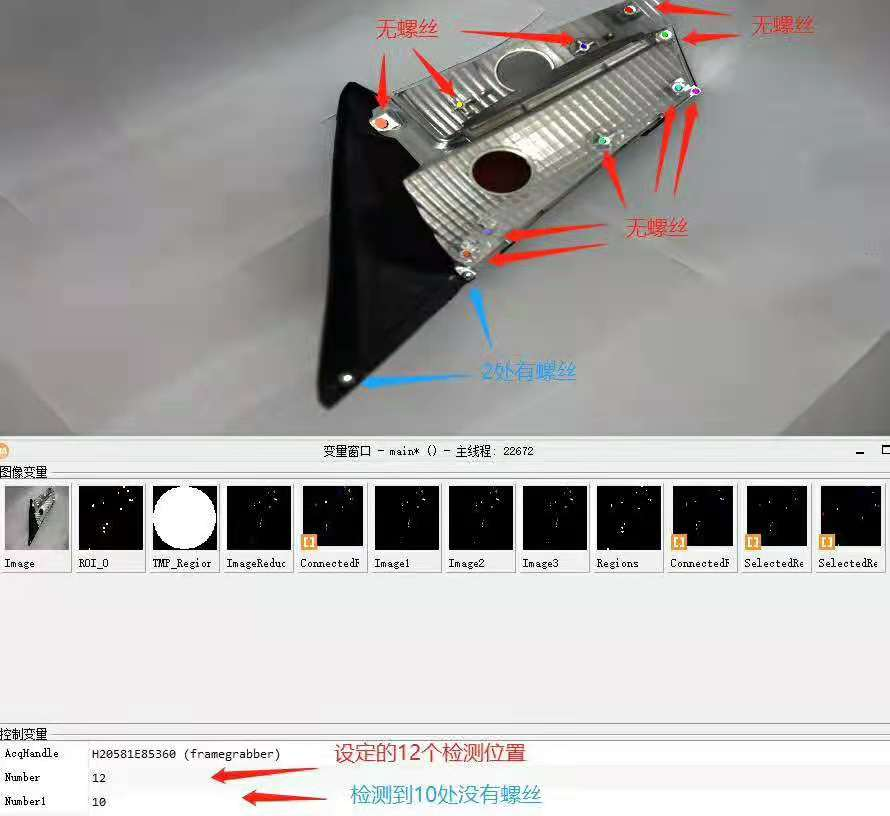 无螺丝
无螺丝
无螺丝
2处有螺丝
变量窗口 - main* () - 主线程: 22672
图像变量
Image
ROI_0
TMP_Region
ImageReduc
ConnectedR
Image1
Image2
Image3
Regions
ConnectedR
SelectedRe
SelectedRe
控制变量
AcqHandle H20581E85360 (framegrabber)
设定的12个检测位置
Number 12
Number1 10
检测到10处没有螺丝